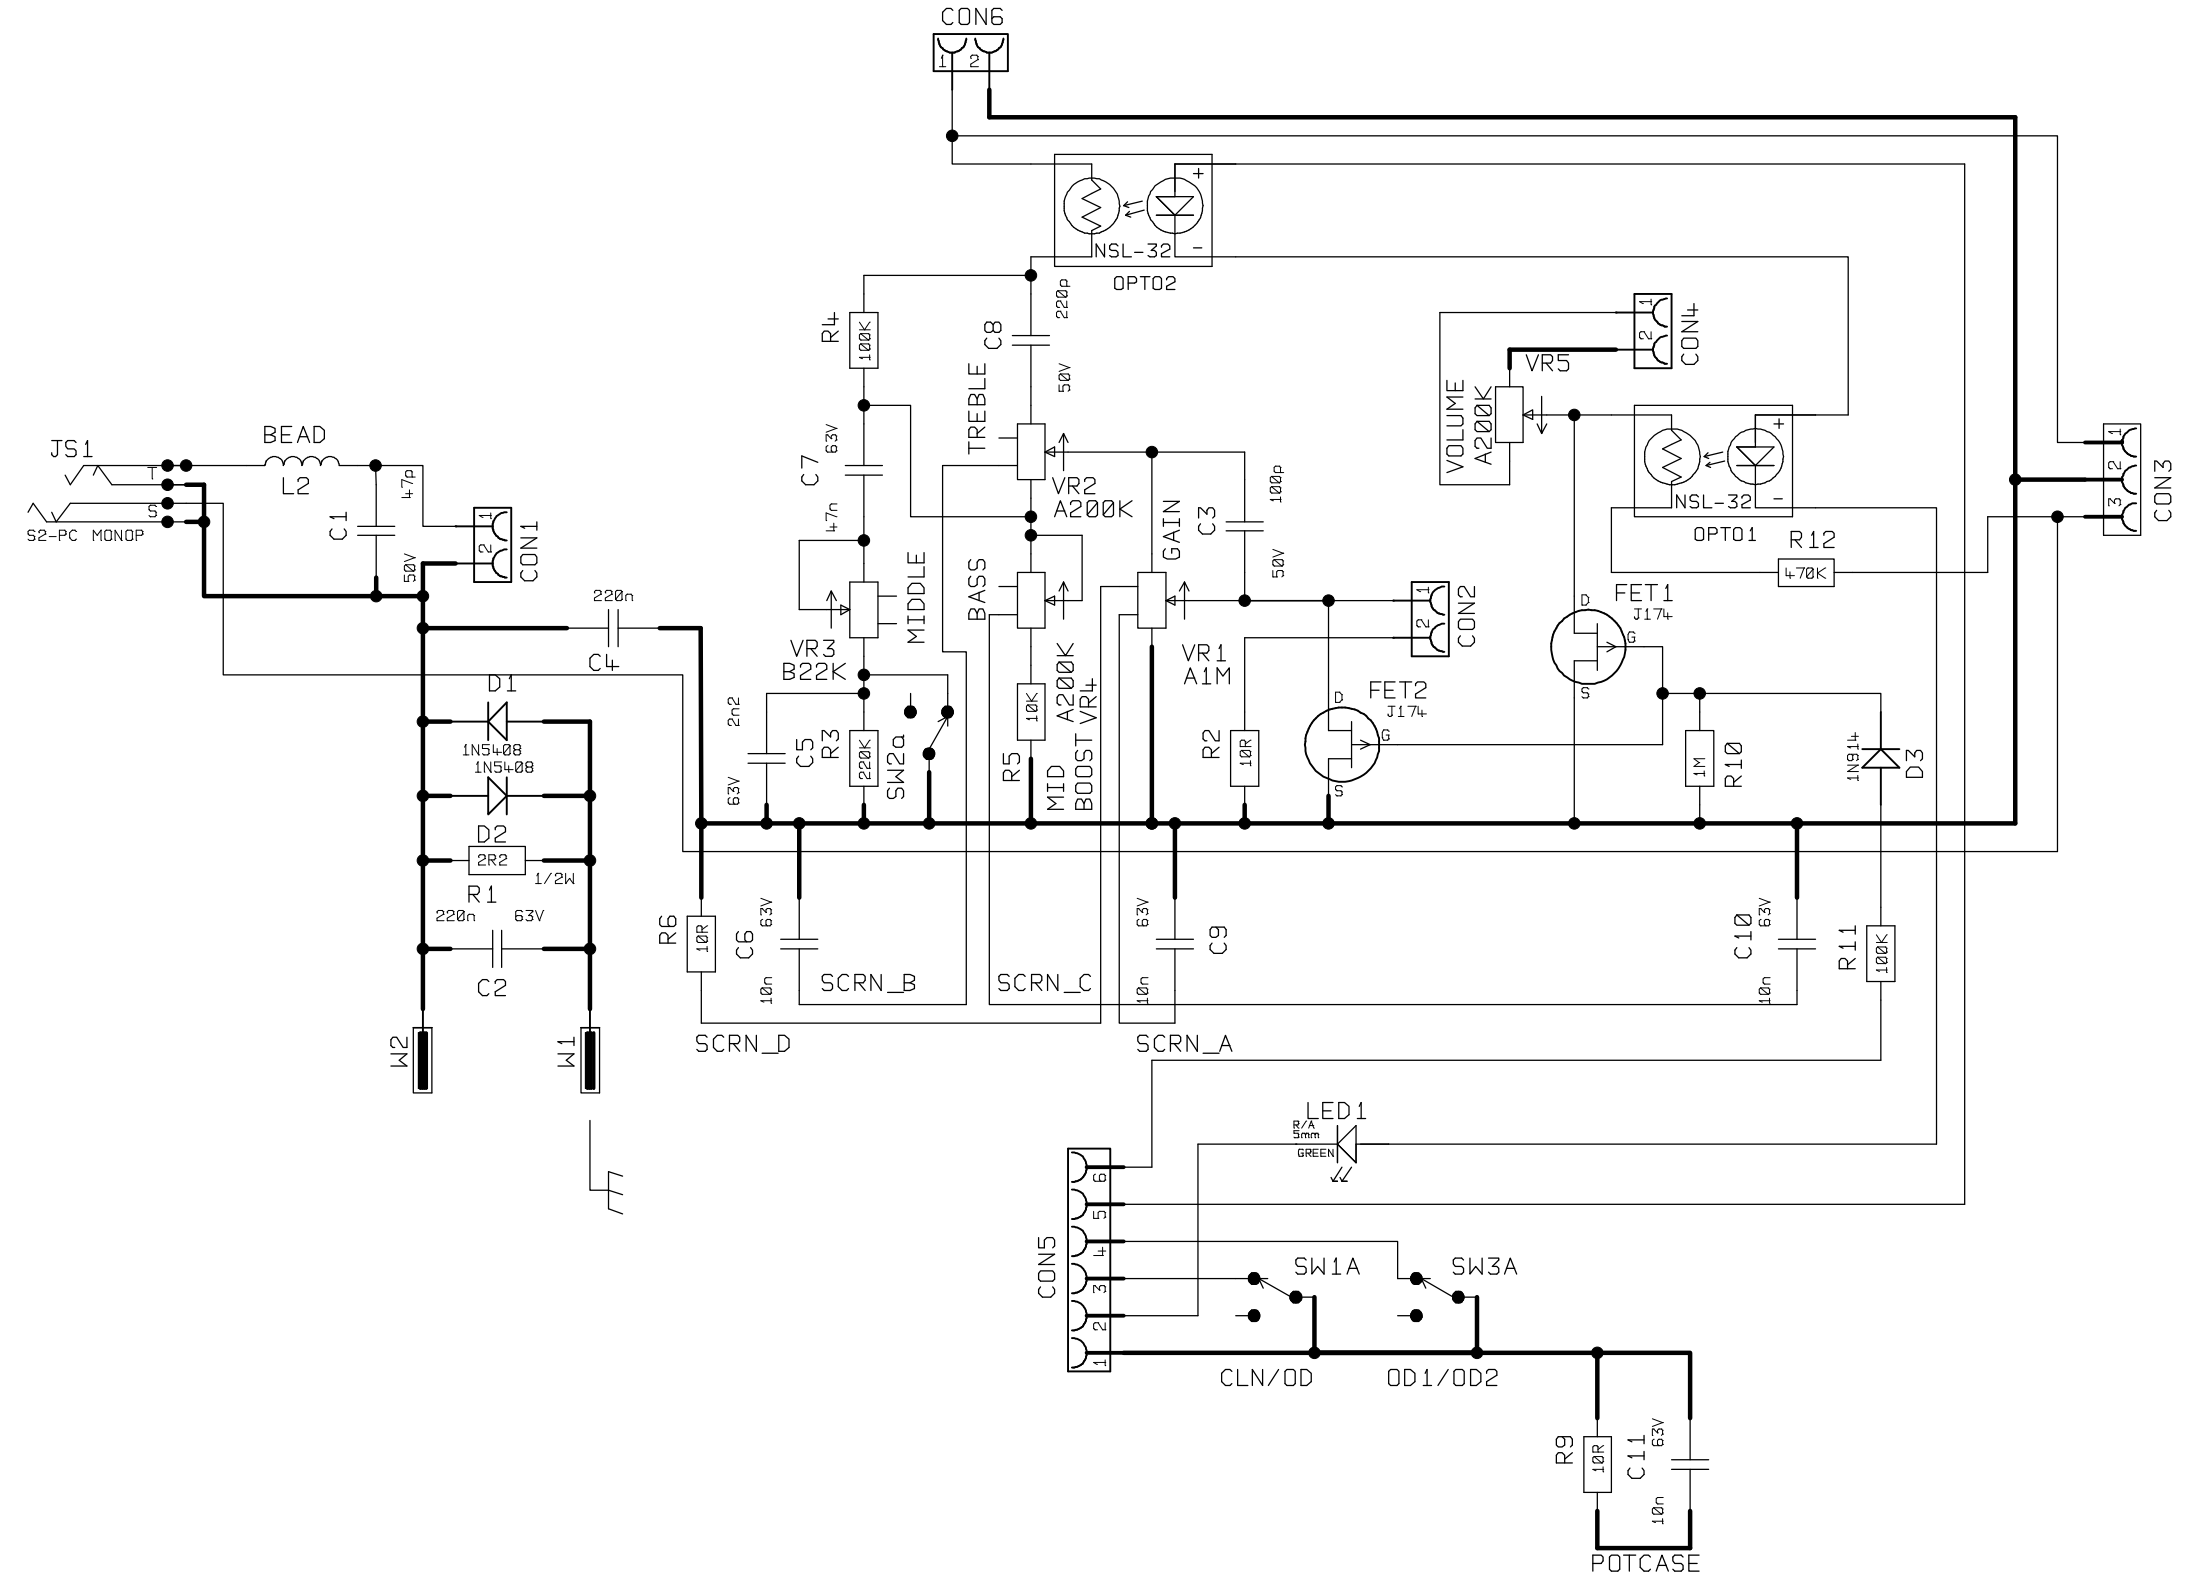 CON6
1 2
+
NSL-32 -
OPTO2
220p
C8
50V
R4
100K
TREBLE
VR2
A200K
C7
63V
47n
MIDDLE
VR3
B22K
BASS
A200K
MID
BOOST VR4
GAIN
C3
100p
50V
VR1
A1M
1
2
CON2
1
2
CON4
VR5
VOLUME
A200K
+
NSL-32 -
OPTO1
R12
470K
1
2
3
CON3
JS1
T
S
S2-PC MONOP
BEAD
L2
C1
47p
50V
1
2
CON1
220n
C4
D1
1N5408
1N5408
D2
2R2
1/2W
R1
220n 63V
C2
W2
W1
2n2
C5
63V
R3
220K
SW2a
R5
10K
R2
10R
FET2
J174
D
G
S
FET1
J174
D
G
S
1M
R10
1N914
D3
R6
10R
C6
63V
10n
SCRN_B
SCRN_C
63V
C9
10n
C10
63V
10n
R11
100K
SCRN_D
SCRN_A
LED1
R/A
5mm
GREEN
CON5
6
5
4
3
2
1
SW1A
SW3A
CLN/OD
OD1/OD2
R9
10R
C11
63V
10n
POTCASE